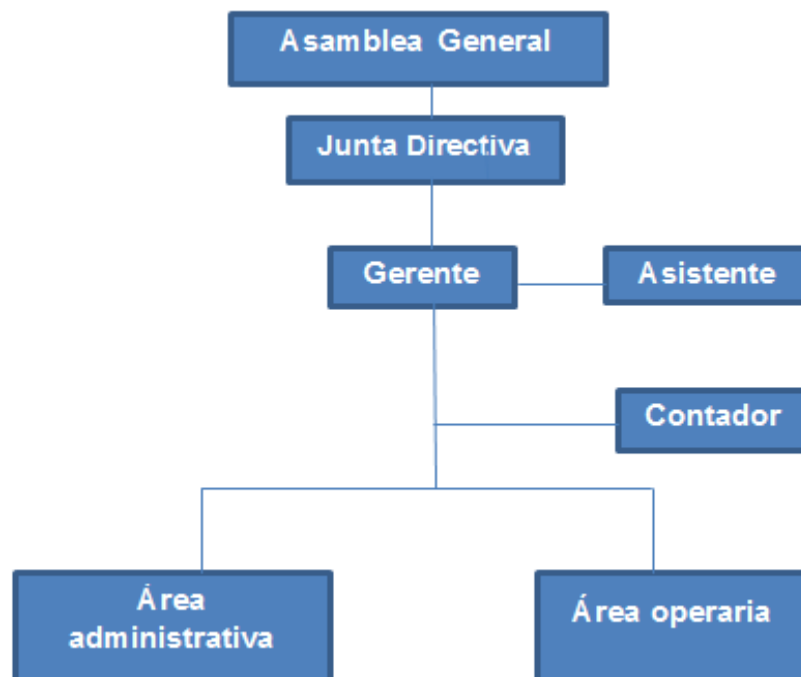 Asamblea General
Junta Directiva
Gerente
Asistente
Contador
Área
administrativa
Área operaria